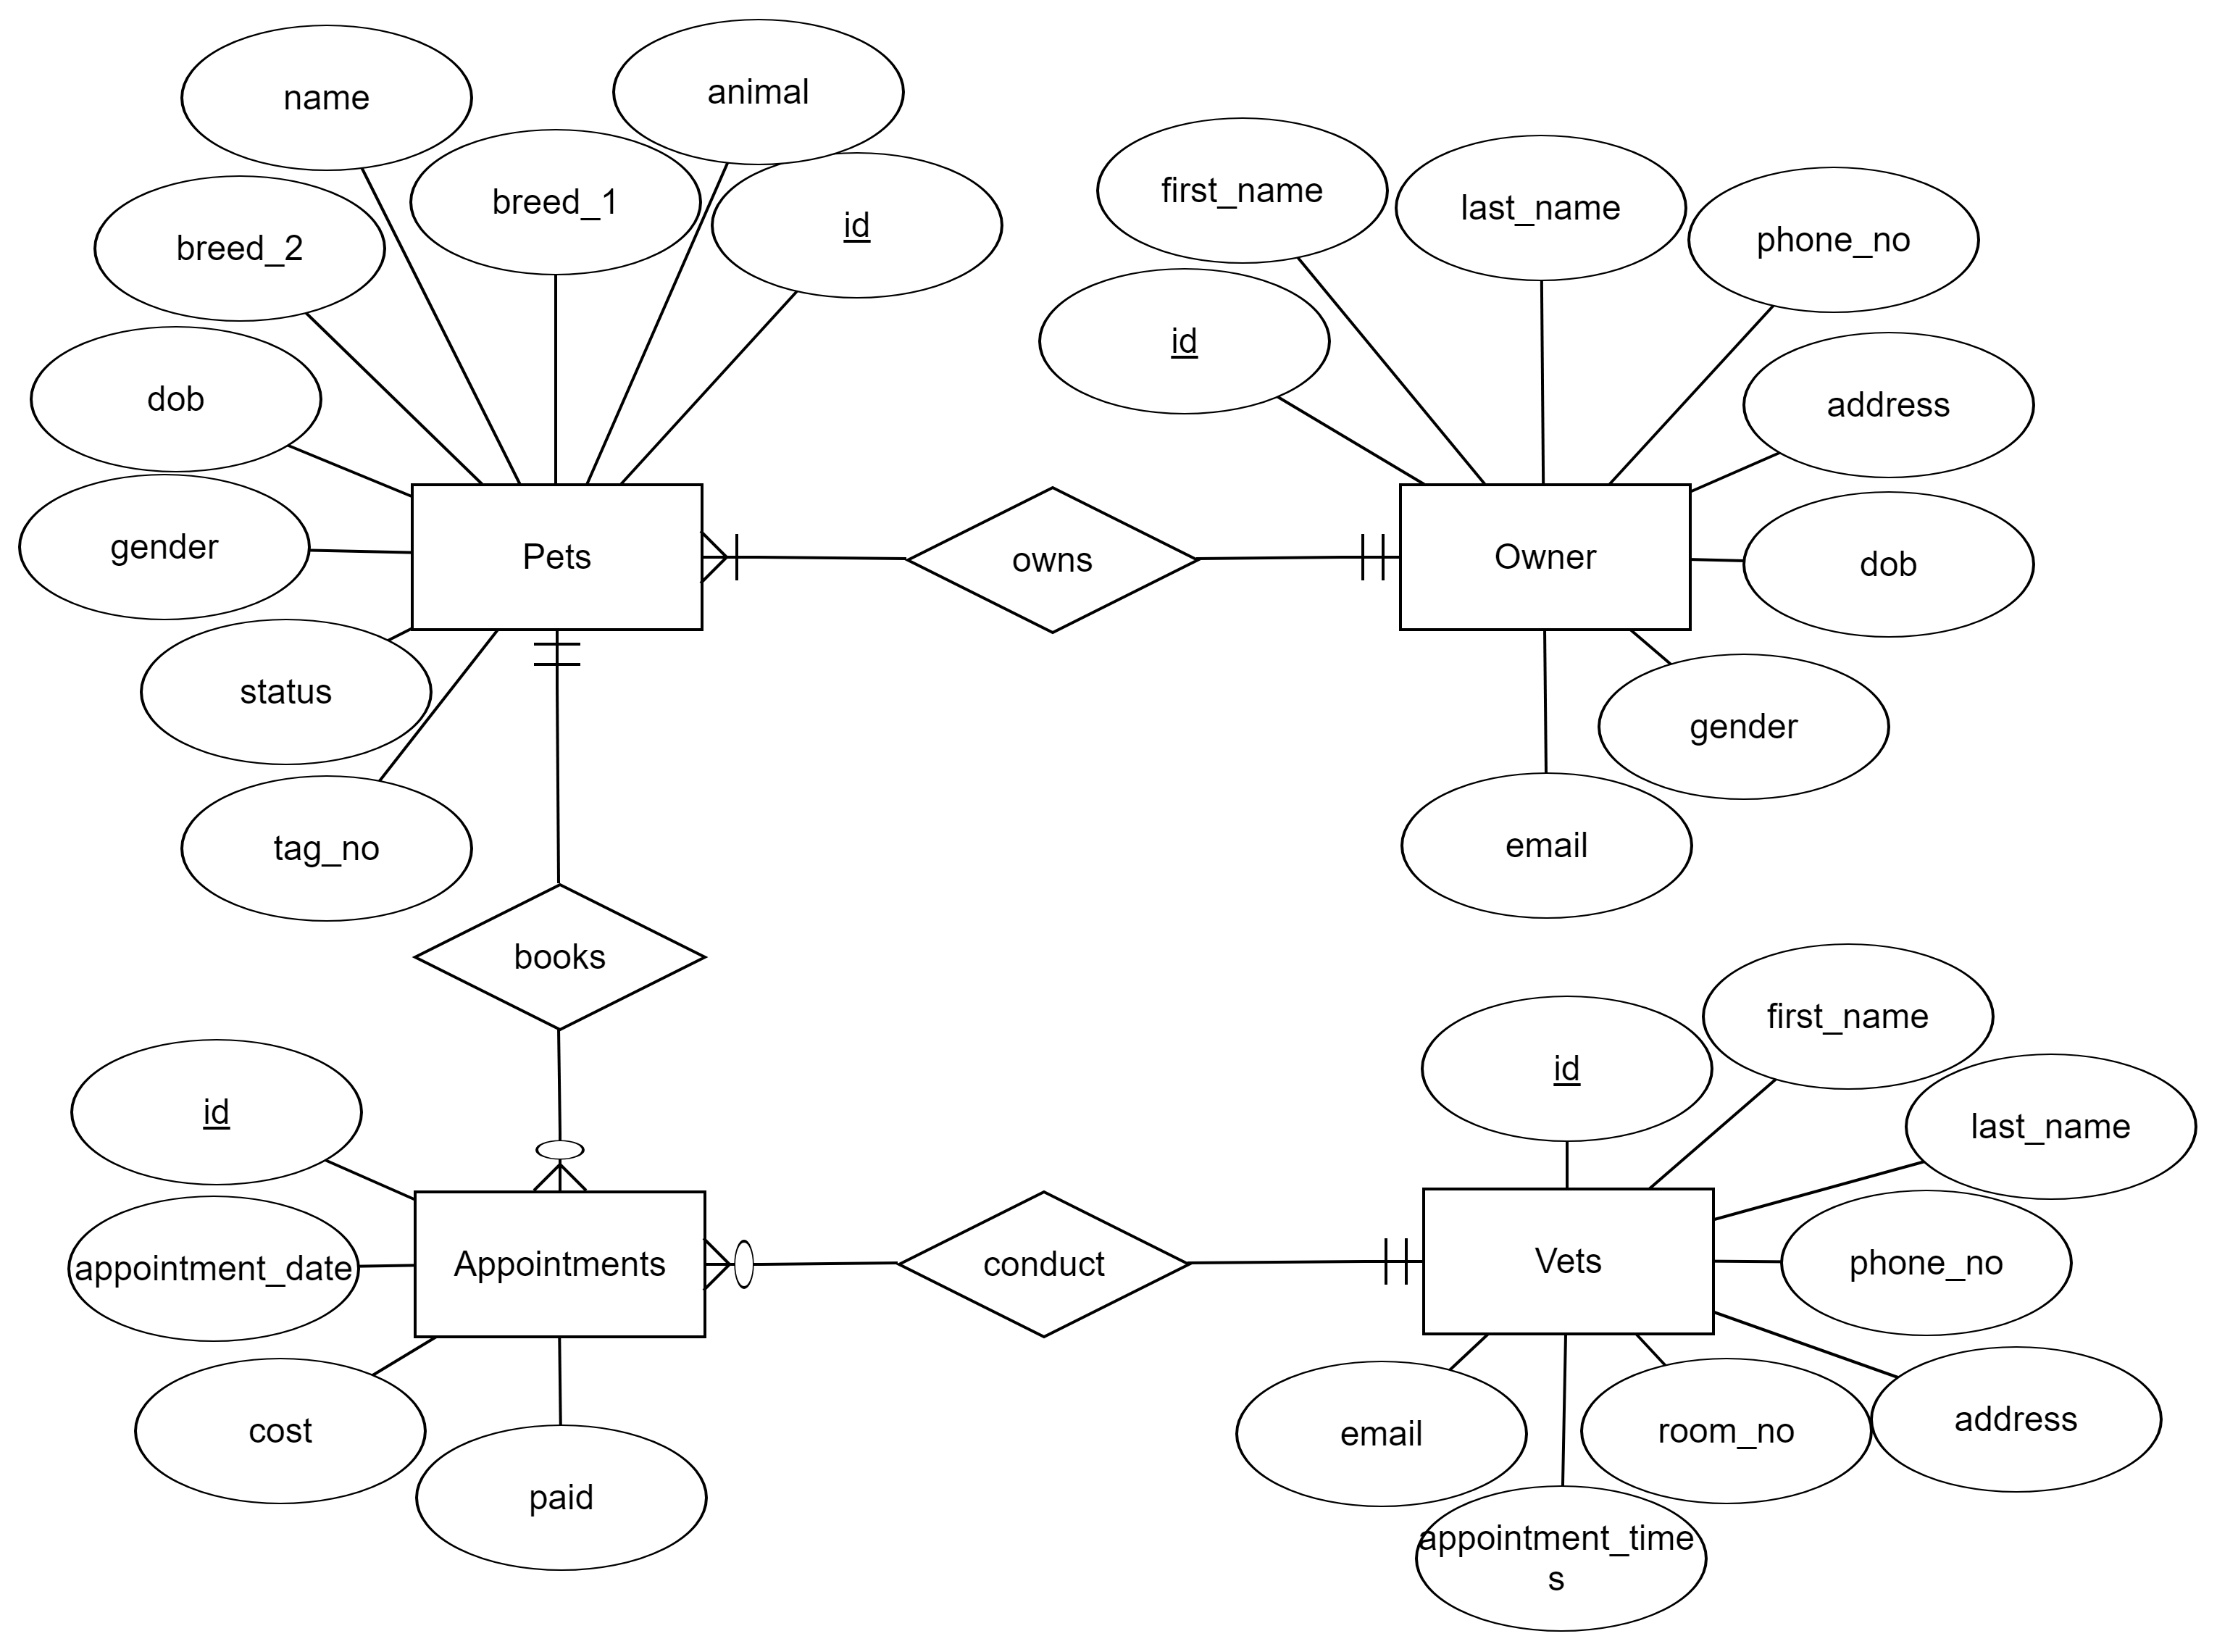 name
animal
breed_1
id
breed_2
dob
gender
status
tag_no
Pets
owns
first_name
last_name
phone_no
id
address
Owner
dob
gender
email
books
id
appointment_date
Appointments
cost
paid
conduct
id
first_name
last_name
Vets
phone_no
address
room_no
email
appointment_time
s